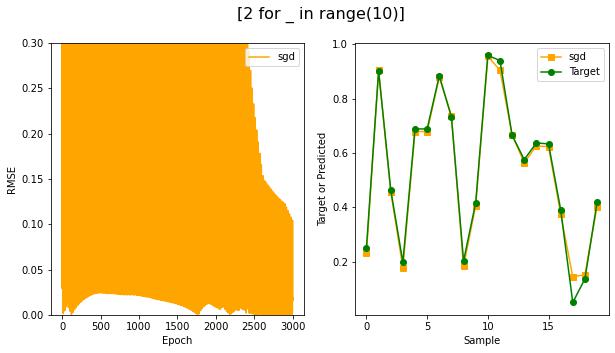 [2 for _ in range(10)]
0.30
0.25
0.20
0.15
0.10
0.05
0.00
RMSE
0 500 1000 1500 2000 2500 3000
Epoch
sgd
1.0
0.8
0.6
0.4
0.2
Target or Predicted
0 5 10 15
Sample
sgd
Target